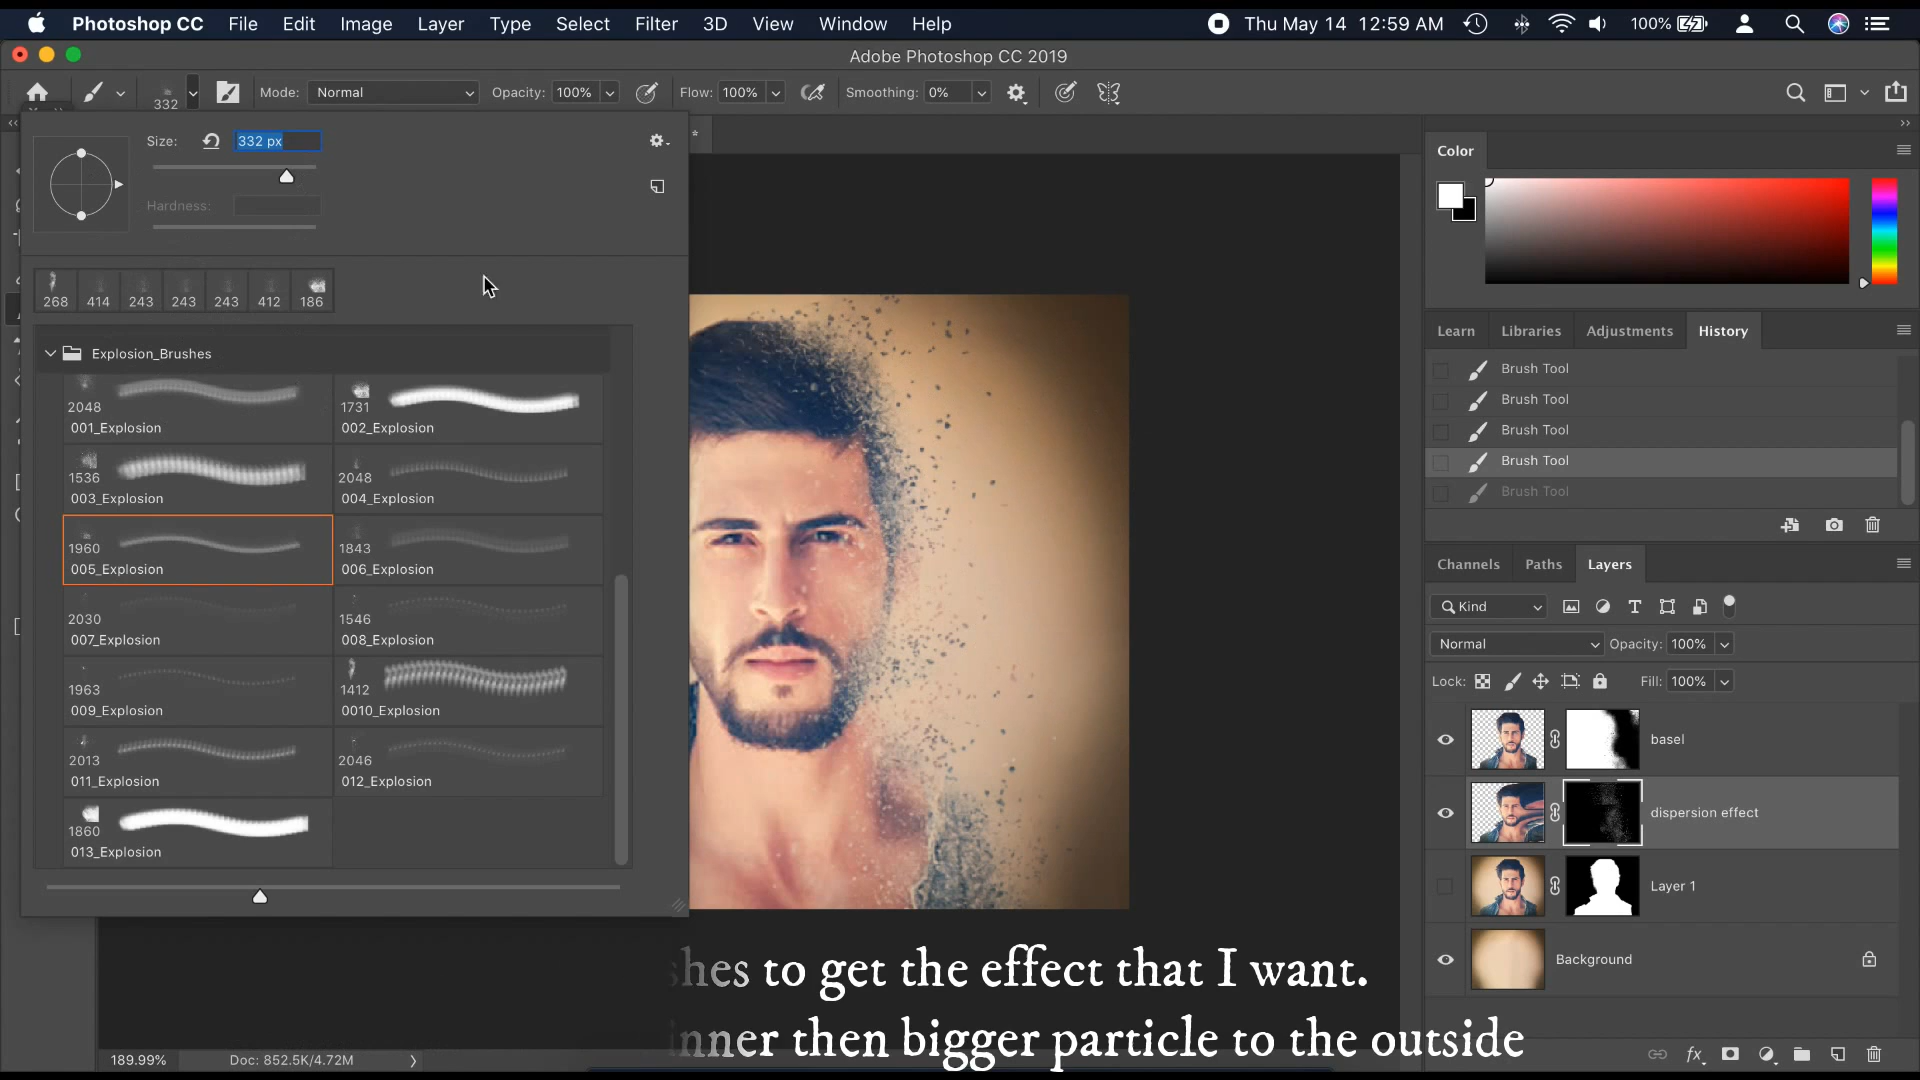 Photoshop CC File Edit Image Layer Type Select Filter 3D View Window Help Thu May 14 12:59 AM 100%
Adobe Photoshop CC 2019
332 Mode: Normal Opacity: 100% Flow: 100% Smoothing: 0%
Size: 332 px
Hardness:
268 414 243 243 243 412 186
Explosion_Brushes
2048 001_Explosion
1731 002_Explosion
1536 003_Explosion
2048 004_Explosion
1960 005_Explosion
1843 006_Explosion
2030 007_Explosion
1546 008_Explosion
1963 009_Explosion
1412 0010_Explosion
2013 011_Explosion
2046 012_Explosion
1860 013_Explosion
Color
Learn Libraries Adjustments History
Brush Tool
Brush Tool
Brush Tool
Brush Tool
Brush Tool
Channels Paths Layers
Kind
Normal Opacity: 100%
Lock: Fill: 100%
basel
dispersion effect
Layer 1
Background
shes to get the effect that I want.
inner then bigger particle to the outside
189.99% Doc: 852.5K/4.72M
fx